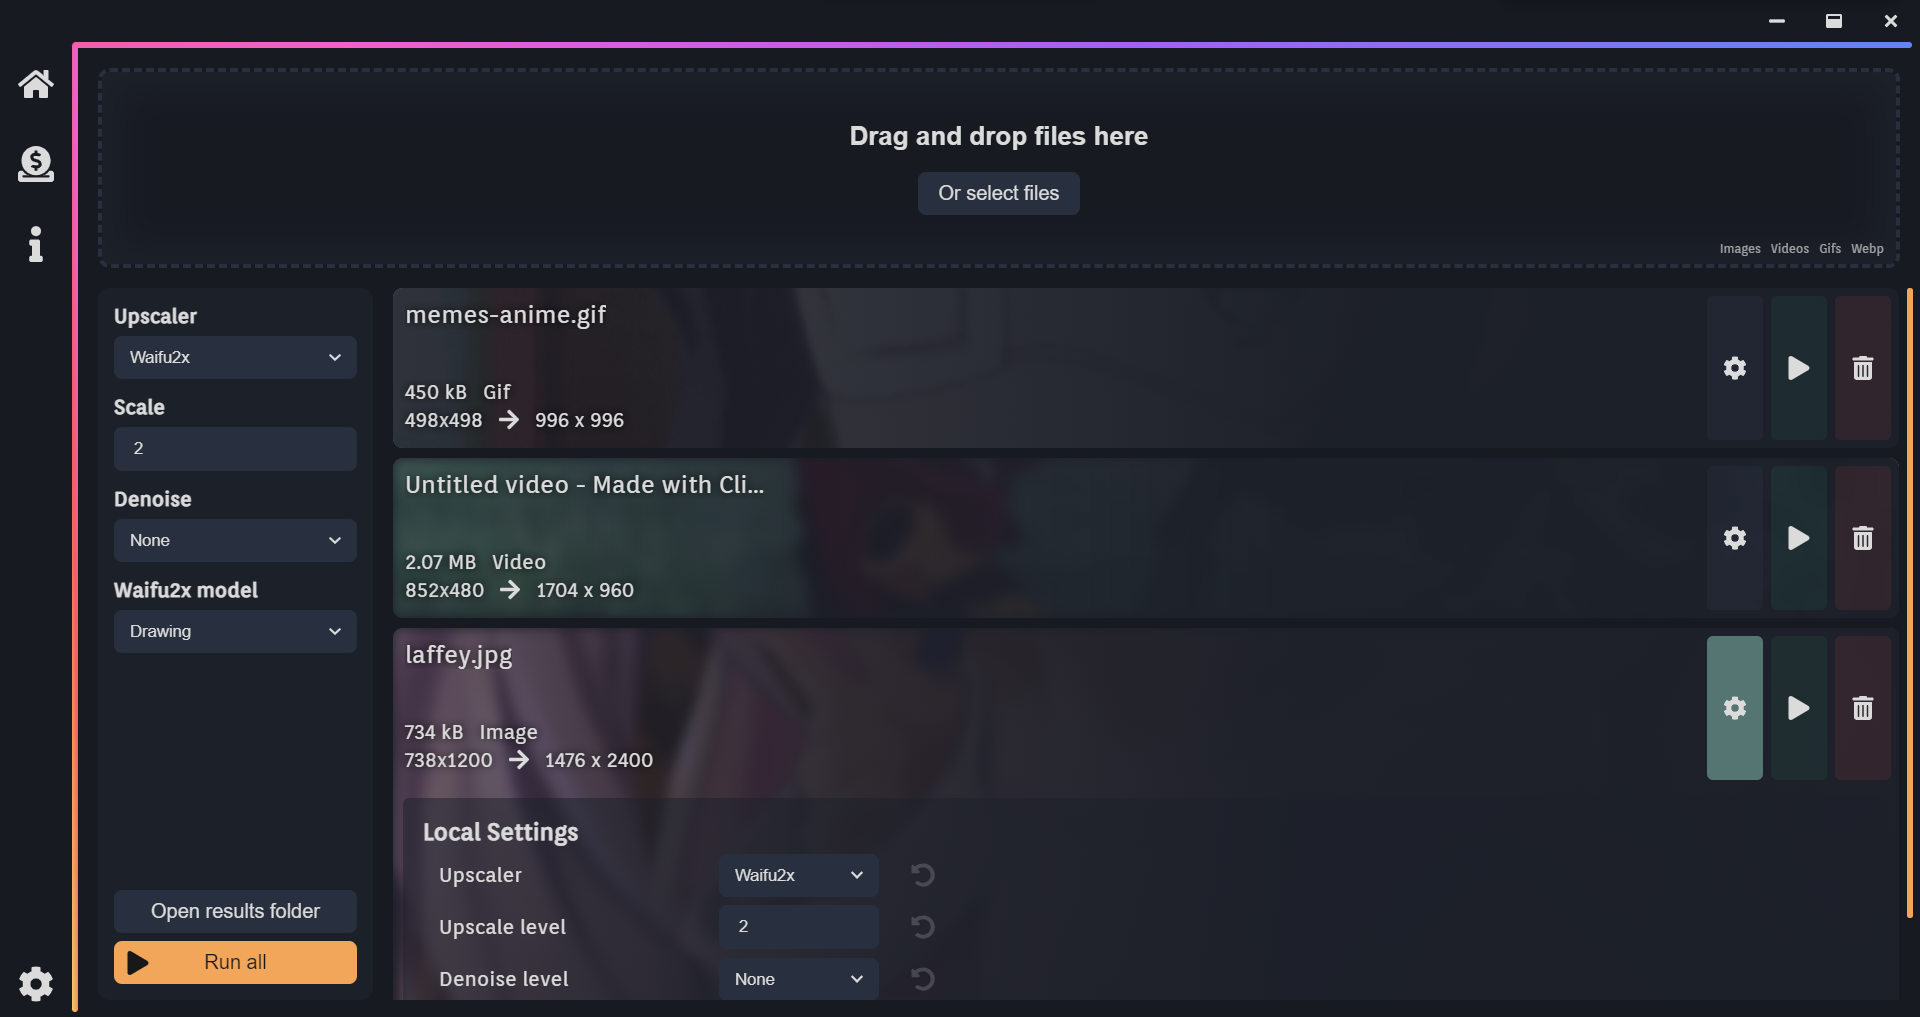 Drag and drop files here
Or select files
Images Videos Gifs Webp
Upscaler
Waifu2x
Scale
2
Denoise
None
Waifu2x model
Drawing
Open results folder
Run all
memes-anime.gif
450 kB Gif
498x498 → 996 x 996
Untitled video - Made with Cli...
2.07 MB Video
852x480 → 1704 x 960
laffey.jpg
734 kB Image
738x1200 → 1476 x 2400
Local Settings
Upscaler Waifu2x
Upscale level 2
Denoise level None